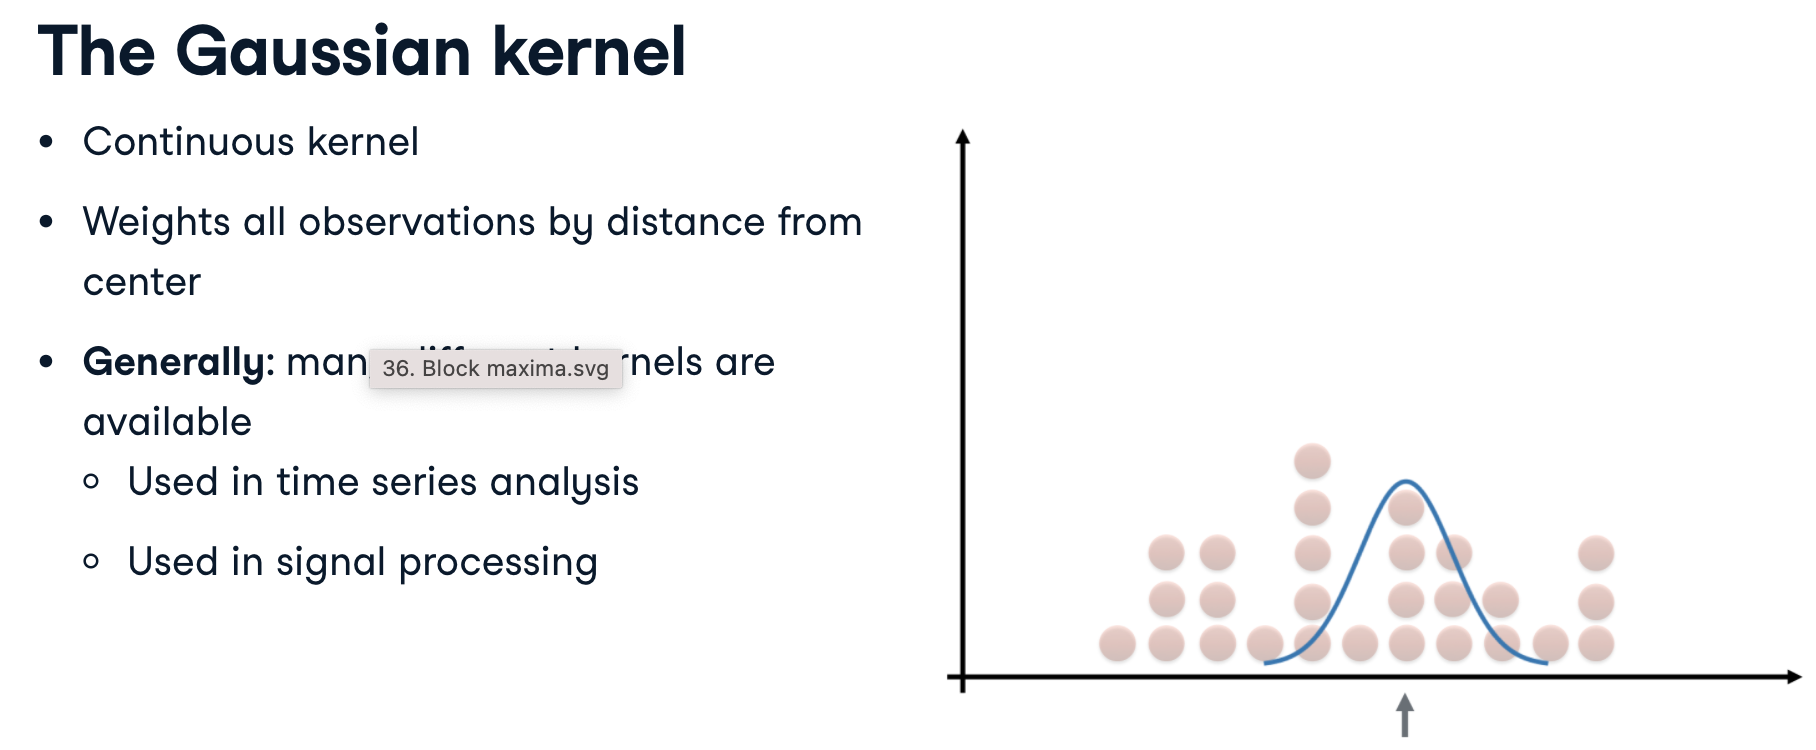 The Gaussian kernel
• Continuous kernel
• Weights all observations by distance from
center
• Generally: man rnels are
available
○ Used in time series analysis
○ Used in signal processing
36. Block maxima.svg